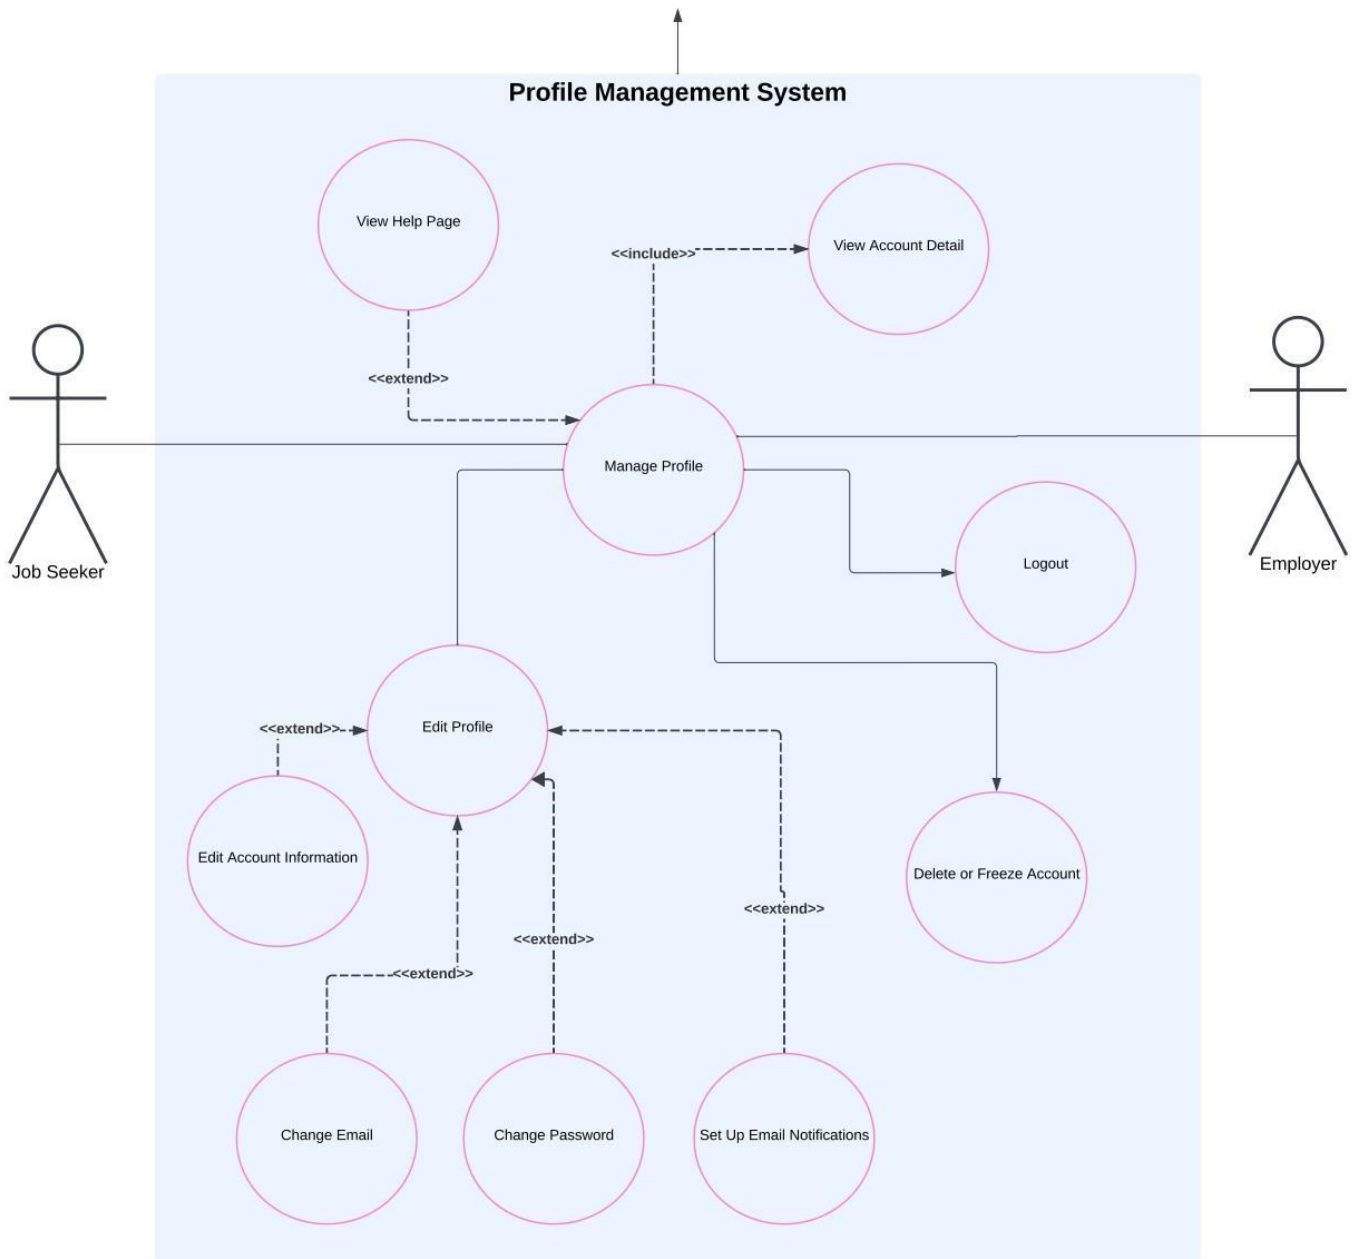 Profile Management System
View Help Page
View Account Detail
<<include>>
<<extend>>
Manage Profile
Job Seeker
Employer
Logout
Edit Profile
<<extend>>
Edit Account Information
Delete or Freeze Account
<<extend>>
<<extend>>
<<extend>>
Change Email
Change Password
Set Up Email Notifications